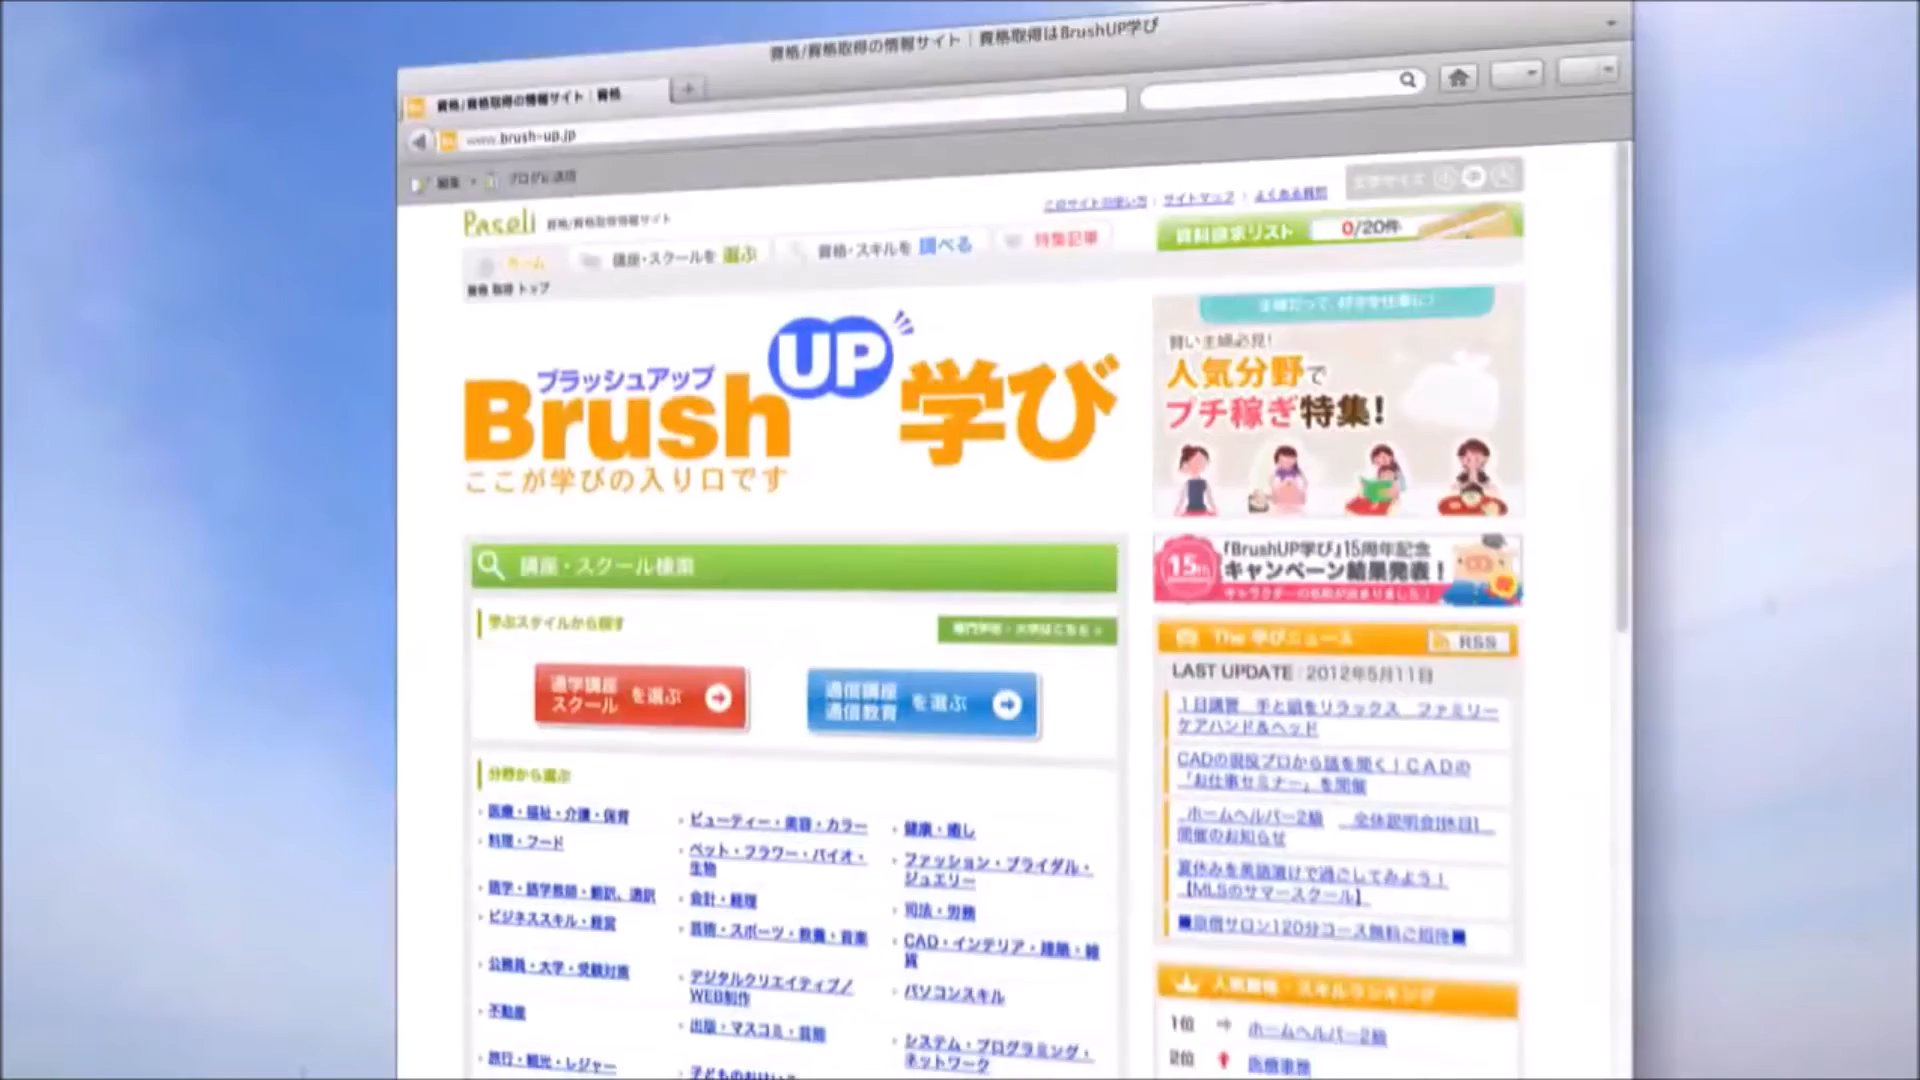 資格/資格取得の情報サイト｜資格取得はBrushUP学び
資格/資格取得の情報サイト｜資格
www.brush-up.jp
編集
ブログに送信
Paseli 資格/資格取得情報サイト
このサイトの使い方
サイトマップ
よくある質問
文字サイズ 小 中 大
資料請求リスト 0/20件
ホーム
講座・スクールを 選ぶ
資格・スキルを 調べる
特集記事
資格 取得 トップ
ブラッシュアップ
BrushUP学び
ここが学びの入り口です
主婦だって、好きを仕事に♪
賢い主婦必見!
人気分野で
プチ稼ぎ特集!
15th
「BrushUP学び」15周年記念
キャンペーン結果発表！
キャラクターの名前が決まりました！
講座・スクール検索
学ぶスタイルから探す
専門学校・大学はこちら
通学講座
スクール を選ぶ
通信講座
通信教育 を選ぶ
分野から選ぶ
医療・福祉・介護・保育
料理・フード
語学・語学教師・翻訳、通訳
ビジネススキル・経営
公務員・大学・受験対策
不動産
旅行・観光・レジャー
ビューティー・美容・カラー
ペット・フラワー・バイオ・
生物
会計・経理
芸術・スポーツ・教養・音楽
デジタルクリエイティブ／
WEB制作
出版・マスコミ・芸能
健康・癒し
ファッション・ブライダル・
ジュエリー
司法・労務
CAD・インテリア・建築・雑
貨
パソコンスキル
システム・プログラミング・
ネットワーク
The 学びニュース
RSS
LAST UPDATE：2012年5月11日
１日講習　手と頭をリラックス　ファミリー
ケアハンド&ヘッド
CADの現役プロから話を聞く！ＣＡＤの
「お仕事セミナー」を開催
ホームヘルパー2級　全体説明会[休日]
開催のお知らせ
夏休みを英語漬けで過ごしてみよう！
【MLSのサマースクール】
120分コース無料ご招待■
人気資格・スキルランキング
1位 ⇒ ホームヘルパー2級
2位 医療事務